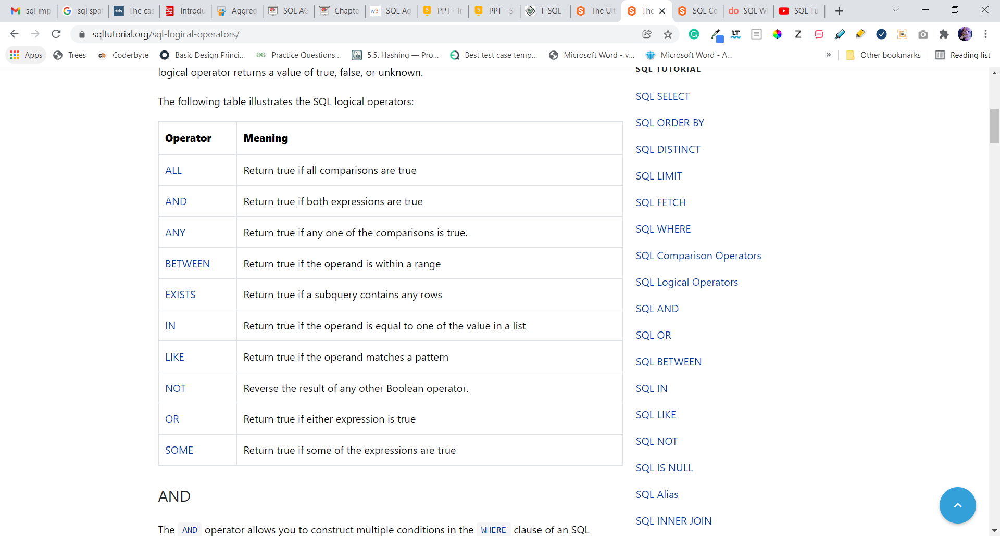 sql imp
sql spa
tds The cas
Introdu
Aggreg
SQL AG
Chapte
w3r SQL Ag
PPT - Ir
PPT - S
T-SQL
The Ult
The
SQL Co
do SQL W
SQL Tu
sqltutorial.org/sql-logical-operators/
Apps
Trees
cb Coderbyte
Basic Design Princi...
Practice Questions...
5.5. Hashing — Pro...
Best test case temp...
Microsoft Word - v...
Microsoft Word - A...
»
Other bookmarks
Reading list
logical operator returns a value of true, false, or unknown.
The following table illustrates the SQL logical operators:
Operator Meaning
ALL Return true if all comparisons are true
AND Return true if both expressions are true
ANY Return true if any one of the comparisons is true.
BETWEEN Return true if the operand is within a range
EXISTS Return true if a subquery contains any rows
IN Return true if the operand is equal to one of the value in a list
LIKE Return true if the operand matches a pattern
NOT Reverse the result of any other Boolean operator.
OR Return true if either expression is true
SOME Return true if some of the expressions are true
AND
The AND operator allows you to construct multiple conditions in the WHERE clause of an SQL
SQL TUTORIAL
SQL SELECT
SQL ORDER BY
SQL DISTINCT
SQL LIMIT
SQL FETCH
SQL WHERE
SQL Comparison Operators
SQL Logical Operators
SQL AND
SQL OR
SQL BETWEEN
SQL IN
SQL LIKE
SQL NOT
SQL IS NULL
SQL Alias
SQL INNER JOIN